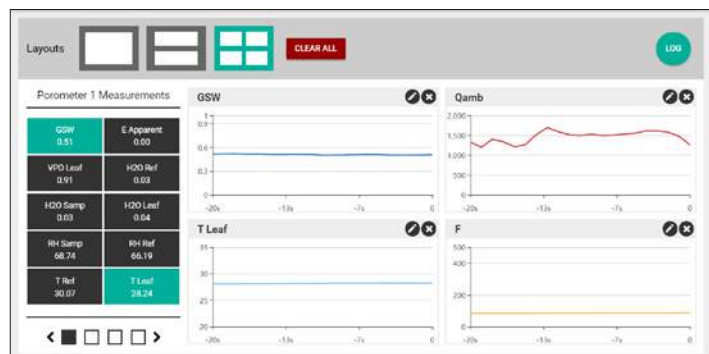 Layouts
CLEAR ALL
LOG
Porometer 1 Measurements
GSW
0.51
E Apparent
0.00
VPD Leaf
0.91
H2O Ref
0.03
H2O Samp
0.03
H2O Leaf
0.04
RH Samp
68.74
RH Ref
66.19
T Ref
30.07
T Leaf
28.24
GSW
1
0.9
0.6
0.3
0
-20s -13s -7s 0
Qamb
2,000
1,500
1,000
500
0
-20s -13s -7s 0
T Leaf
35
30
25
20
-20s -13s -7s 0
F
500
400
200
0
-20s -13s -7s 0